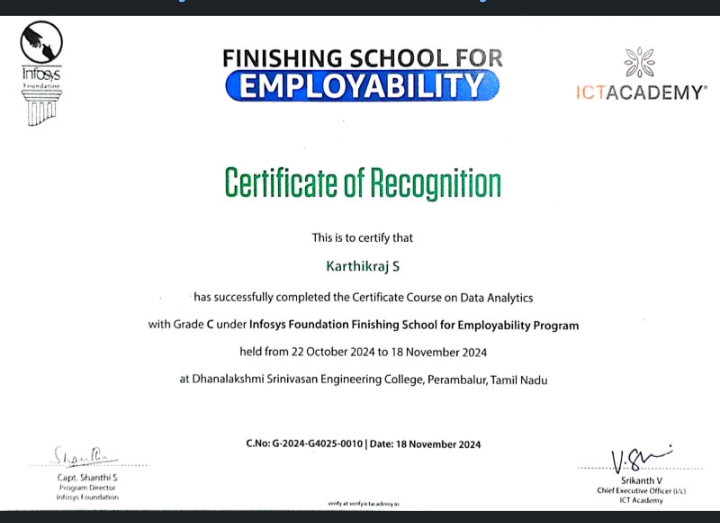 Infosys
Foundation
FINISHING SCHOOL FOR
EMPLOYABILITY
ICTACADEMY®
Certificate of Recognition
This is to certify that
Karthikraj S
has successfully completed the Certificate Course on Data Analytics
with Grade C under Infosys Foundation Finishing School for Employability Program
held from 22 October 2024 to 18 November 2024
at Dhanalakshmi Srinivasan Engineering College, Perambalur, Tamil Nadu
C.No: G-2024-G4025-0010 | Date: 18 November 2024
Capt. Shanthi S
Program Director
Infosys Foundation
V.S
Srikanth V
Chief Executive Officer (i/c)
ICT Academy
verify at verify.ictacademy.in